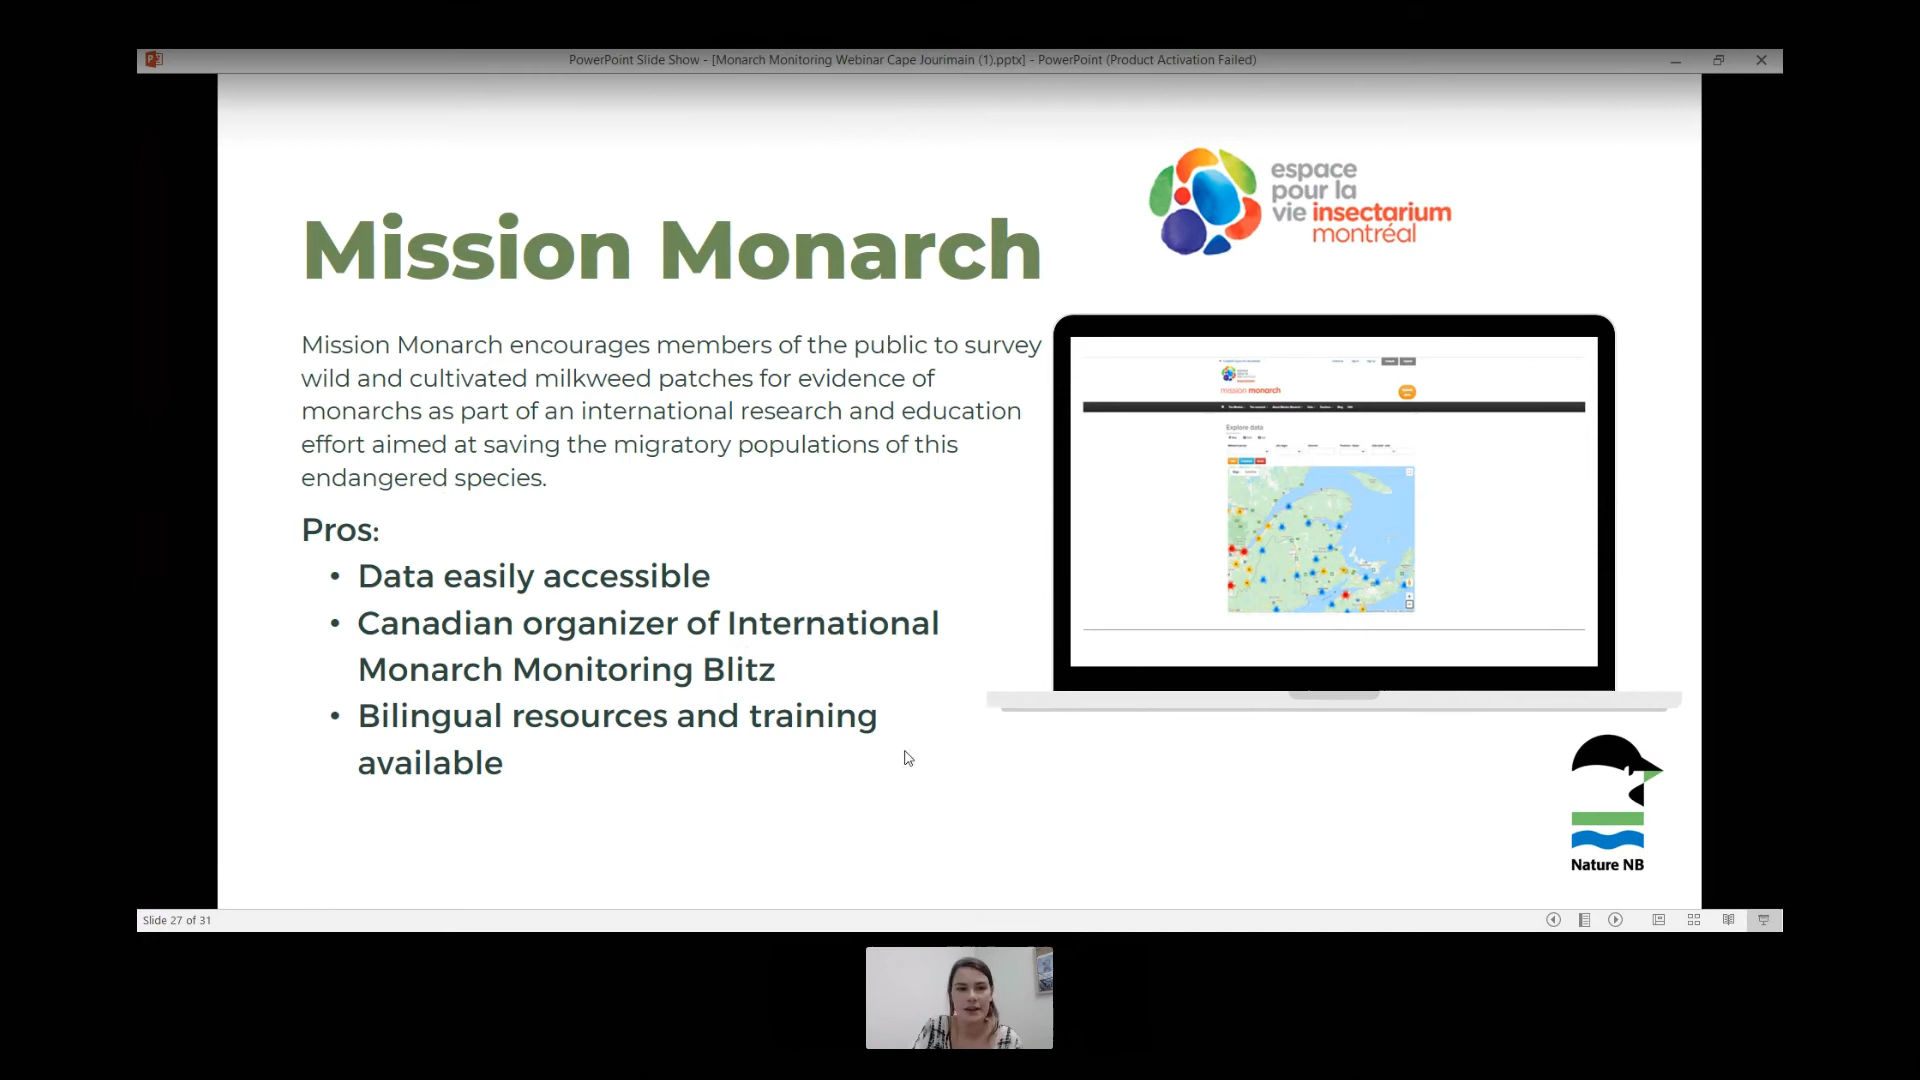 PowerPoint Slide Show - [Monarch Monitoring Webinar Cape Jourimain (1).pptx] - PowerPoint (Product Activation Failed)
espace
pour la
vie insectarium
montréal
Mission Monarch
Mission Monarch encourages members of the public to survey
wild and cultivated milkweed patches for evidence of
monarchs as part of an international research and education
effort aimed at saving the migratory populations of this
endangered species.
Pros:
• Data easily accessible
• Canadian organizer of International
Monarch Monitoring Blitz
• Bilingual resources and training
available
mission monarch
Explore data
Nature NB
Slide 27 of 31